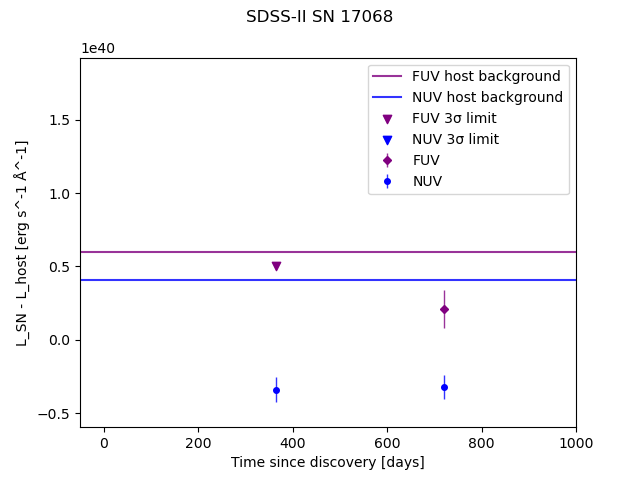 SDSS-II SN 17068
1e40
FUV host background
NUV host background
FUV 3σ limit
NUV 3σ limit
FUV
NUV
1.5
1.0
0.5
0.0
−0.5
L_SN - L_host [erg s^-1 Å^-1]
0 200 400 600 800 1000
Time since discovery [days]